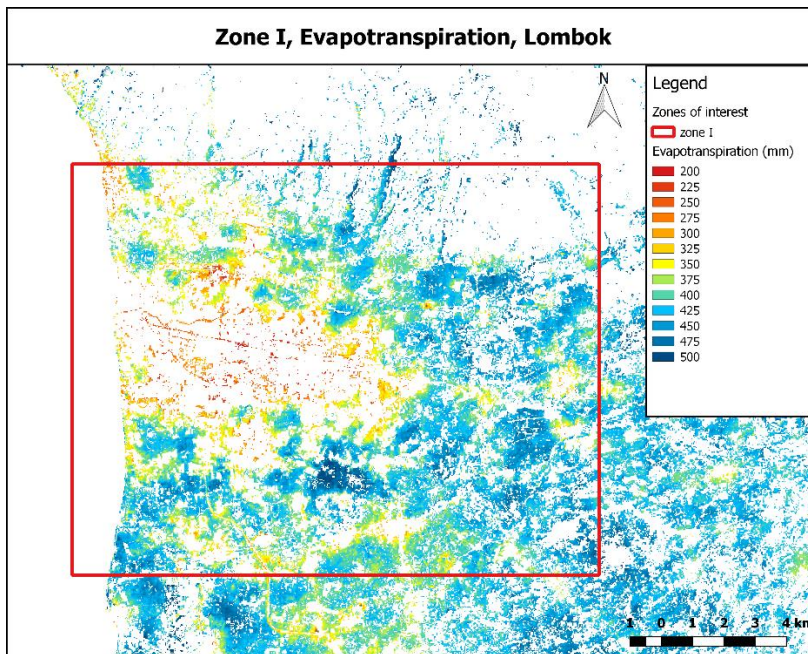 Zone I, Evapotranspiration, Lombok
N
Legend
Zones of interest
zone I
Evapotranspiration (mm)
200
225
250
275
300
325
350
375
400
425
450
475
500
1 0 1 2 3 4 km